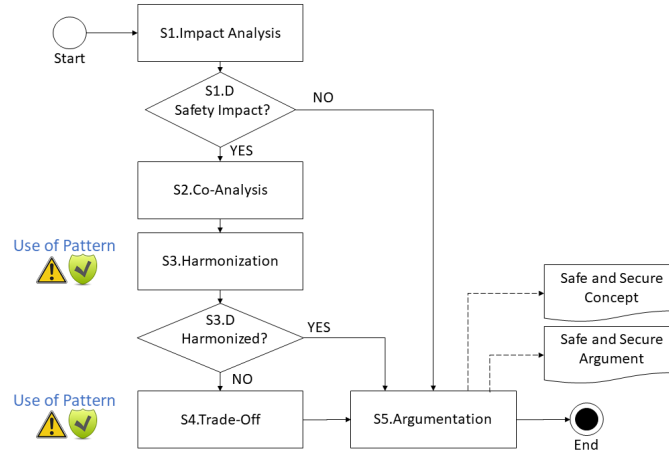 S1.Impact Analysis
Start
S1.D
Safety Impact?
NO
YES
S2.Co-Analysis
Use of Pattern
S3.Harmonization
Safe and Secure
Concept
S3.D
Harmonized?
YES
Safe and Secure
Argument
NO
Use of Pattern
S4.Trade-Off
S5.Argumentation
End